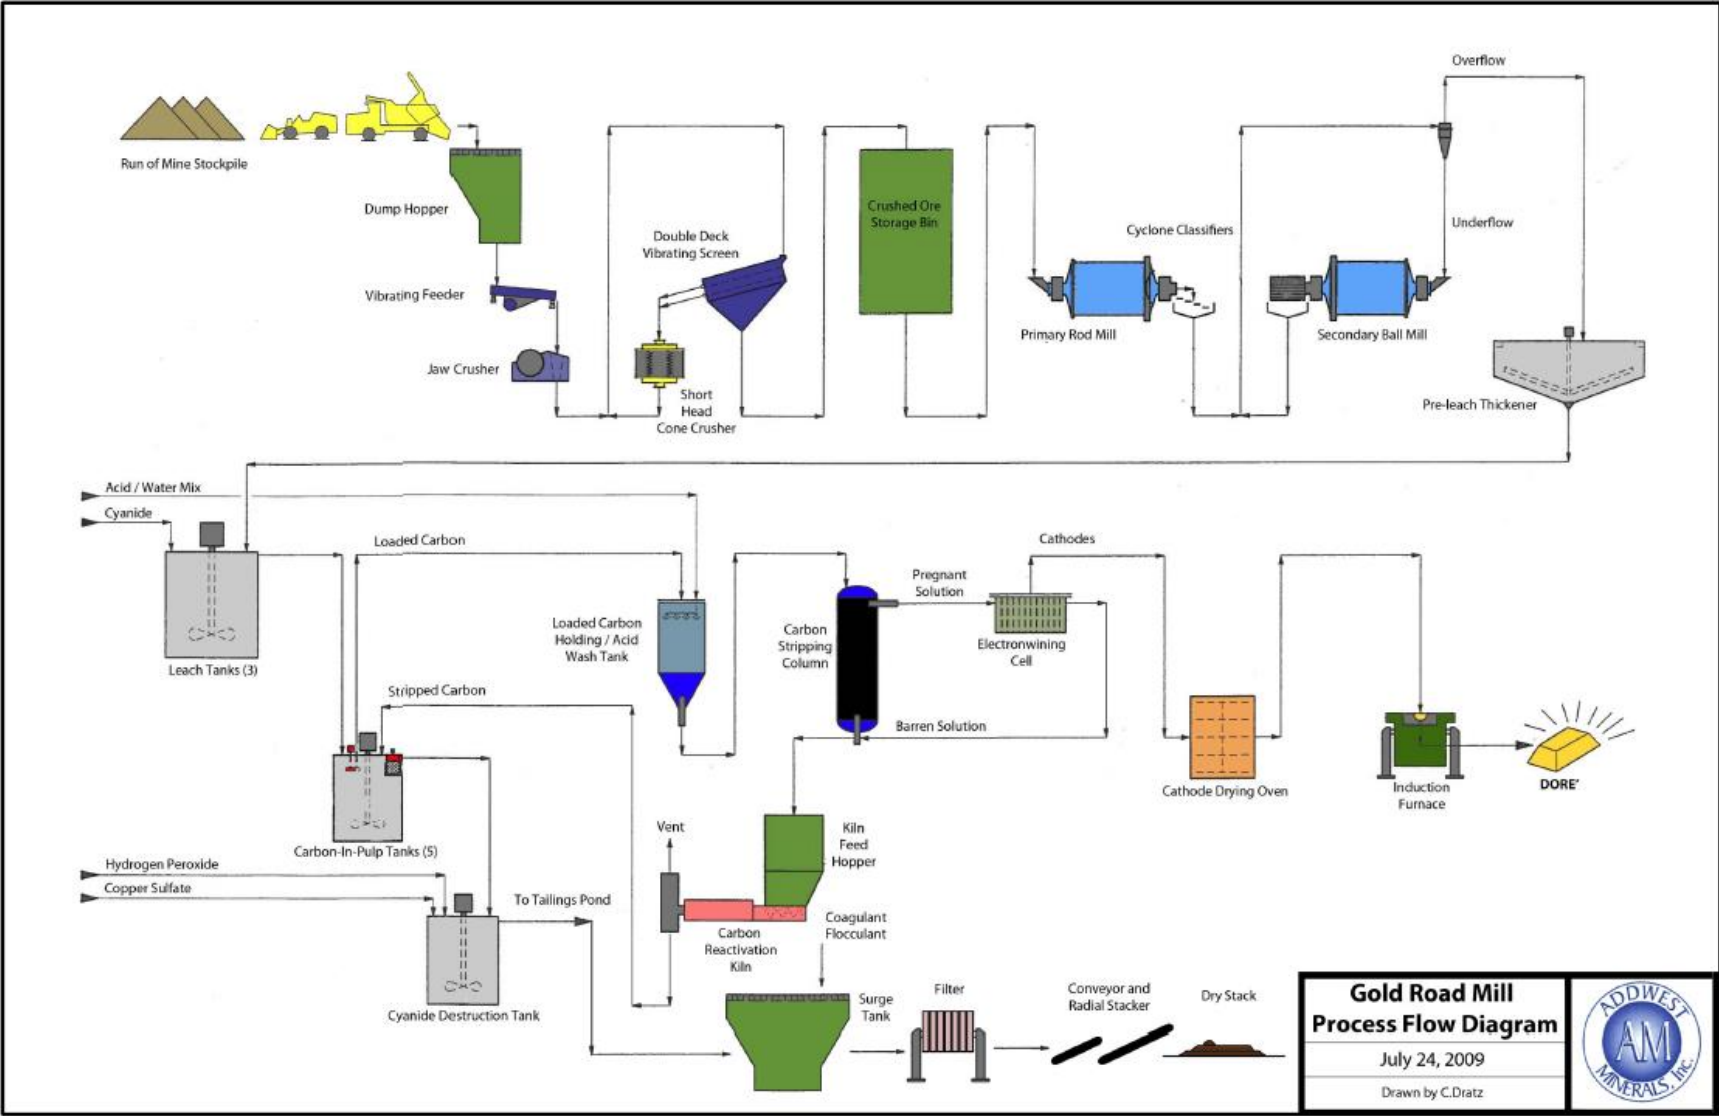 Overflow
Run of Mine Stockpile
Dump Hopper
Crushed Ore
Storage Bin
Double Deck
Vibrating Screen
Cyclone Classifiers
Underflow
Vibrating Feeder
Primary Rod Mill
Secondary Ball Mill
Jaw Crusher
Short
Head
Cone Crusher
Pre-leach Thickener
Acid / Water Mix
Cyanide
Loaded Carbon
Cathodes
Pregnant
Solution
Loaded Carbon
Holding / Acid
Wash Tank
Carbon
Stripping
Column
Electronwining
Cell
Leach Tanks (3)
Stripped Carbon
Barren Solution
Cathode Drying Oven
Induction
Furnace
DORE'
Vent
Kiln
Feed
Hopper
Carbon-In-Pulp Tanks (5)
Hydrogen Peroxide
Copper Sulfate
To Tailings Pond
Coagulant
Flocculant
Carbon
Reactivation
Kiln
Surge
Tank
Filter
Conveyor and
Radial Stacker
Dry Stack
Cyanide Destruction Tank
Gold Road Mill
Process Flow Diagram
July 24, 2009
Drawn by C.Dratz
ADDWEST
AM
MINERALS, Inc.